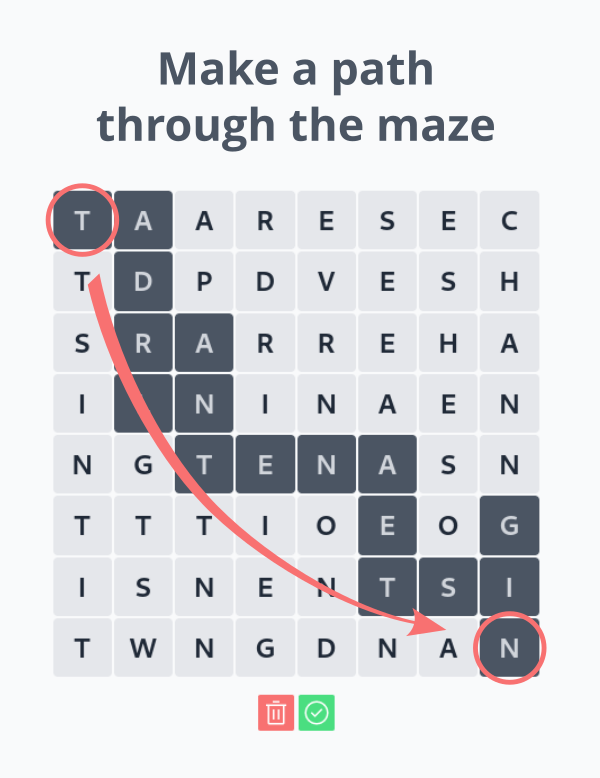 Make a path
through the maze
T A A R E S E C
T D P D V E S H
S R A R R E H A
I N I N A E N
N G T E N A S N
T T T I O E O G
I S N E N T S I
T W N G D N A N